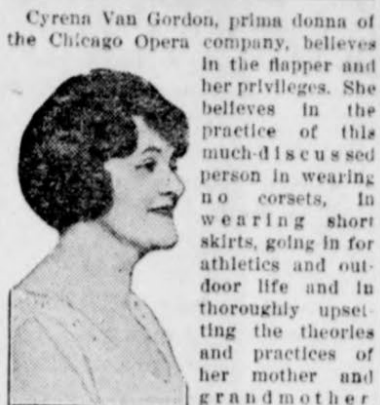 Cyrena Van Gordon, prima donna of
the Chicago Opera company, believes
in the flapper and
her privileges. She
believes in the
practice of this
much-discussed
person in wearing
no corsets, in
wearing short
skirts, going in for
athletics and out-
door life and in
thoroughly upset-
ting the theories
and practices of
her mother and
grandmother